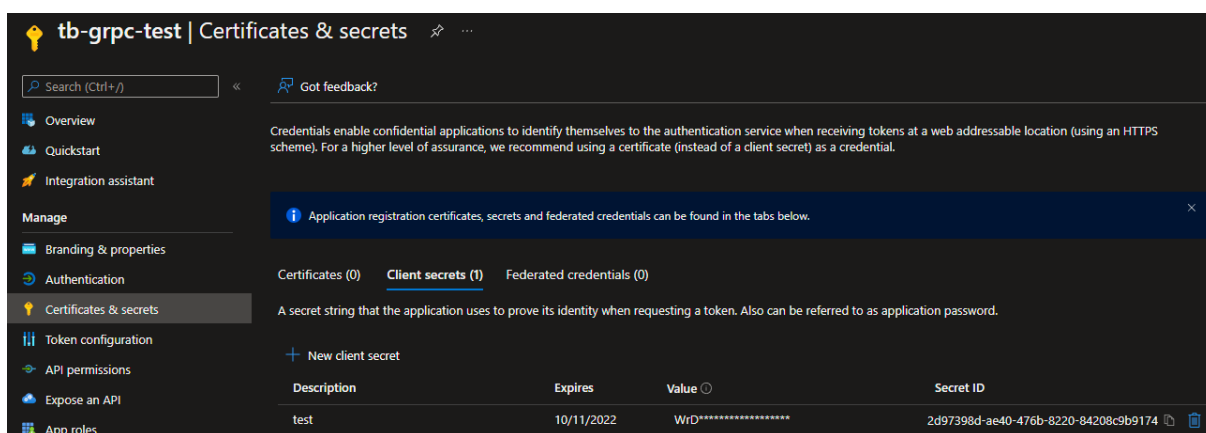 tb-grpc-test | Certificates & secrets
Search (Ctrl+/)
Got feedback?
Overview
Quickstart
Integration assistant
Manage
Branding & properties
Authentication
Certificates & secrets
Token configuration
API permissions
Expose an API
App roles
Credentials enable confidential applications to identify themselves to the authentication service when receiving tokens at a web addressable location (using an HTTPS
scheme). For a higher level of assurance, we recommend using a certificate (instead of a client secret) as a credential.
Application registration certificates, secrets and federated credentials can be found in the tabs below.
Certificates (0) Client secrets (1) Federated credentials (0)
A secret string that the application uses to prove its identity when requesting a token. Also can be referred to as application password.
New client secret
Description Expires Value Secret ID
test 10/11/2022 WrD****************** 2d97398d-ae40-476b-8220-84208c9b9174